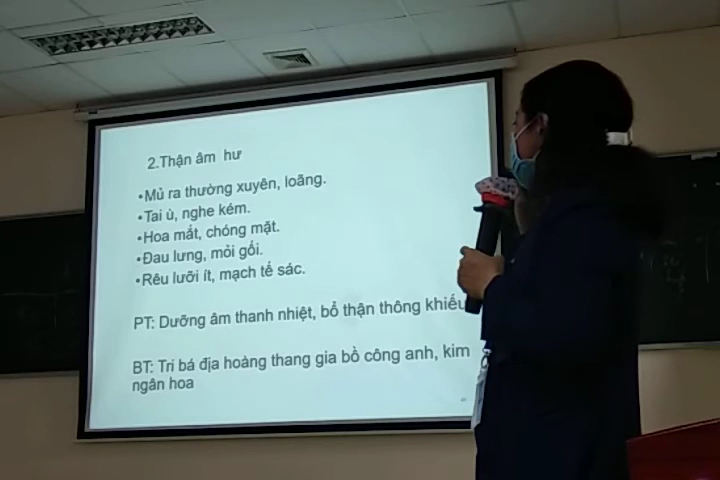 2.Thận âm hư
•Mủ ra thường xuyên, loãng.
•Tai ù, nghe kém.
•Hoa mắt, chóng mặt.
•Đau lưng, mỏi gối.
•Rêu lưỡi ít, mạch tế sác.
PT: Dưỡng âm thanh nhiệt, bổ thận thông khiếu
BT: Tri bá địa hoàng thang gia bồ công anh, kim
ngân hoa